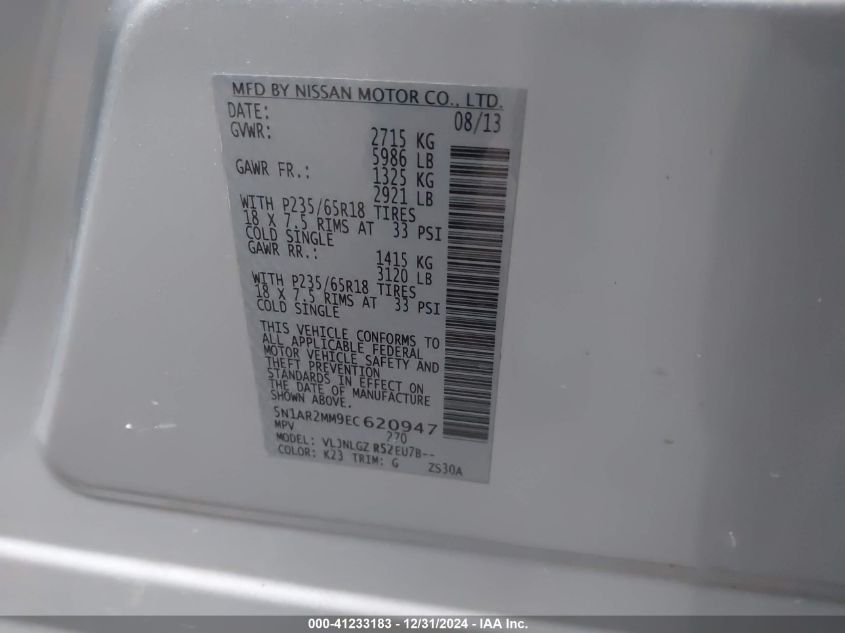 MFD BY NISSAN MOTOR CO., LTD.
DATE: 08/13
GVWR: 2715 KG
5986 LB
GAWR FR.: 1325 KG
2921 LB
WITH P235/65R18 TIRES
18 X 7.5 RIMS AT 33 PSI
COLD SINGLE
GAWR RR.: 1415 KG
3120 LB
WITH P235/65R18 TIRES
18 X 7.5 RIMS AT 33 PSI
COLD SINGLE
THIS VEHICLE CONFORMS TO
ALL APPLICABLE FEDERAL
MOTOR VEHICLE SAFETY AND
THEFT PREVENTION
STANDARDS IN EFFECT ON
THE DATE OF MANUFACTURE
SHOWN ABOVE.
5N1AR2MM9EC620947
MPV 270
MODEL: VLJNLGZ R52EU7B--
COLOR: K23 TRIM: G ZS30A
000-41233183 - 12/31/2024 - IAA Inc.